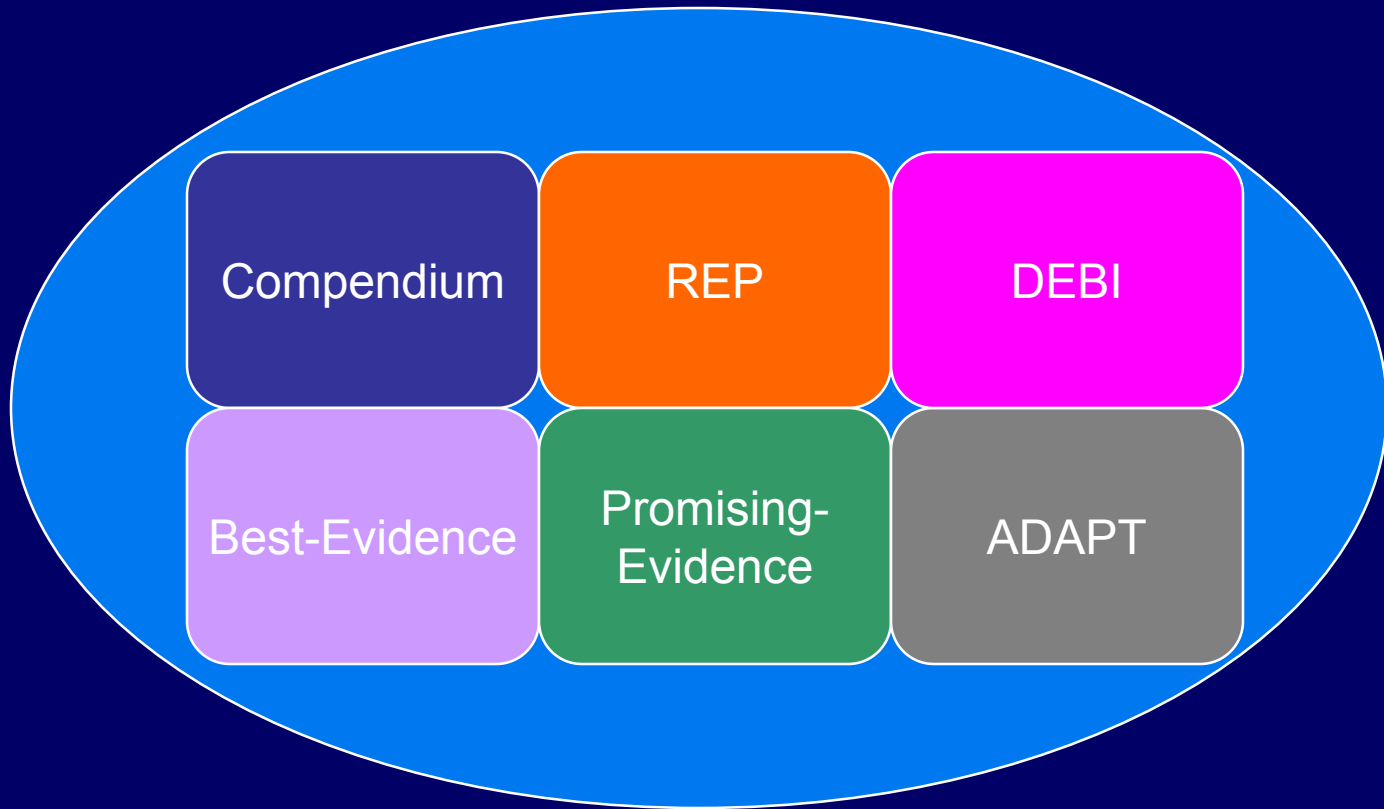 Compendium
REP
DEBI
Best-Evidence
Promising-
Evidence
ADAPT